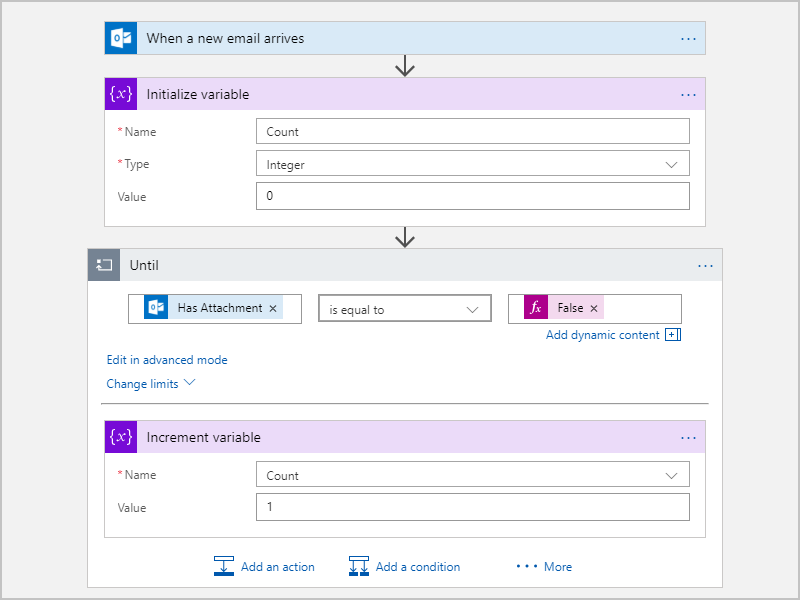 When a new email arrives ...
{x} Initialize variable ...
* Name Count
* Type Integer
Value 0
Until ...
Has Attachment × is equal to fx False ×
Add dynamic content +
Edit in advanced mode
Change limits
{x} Increment variable ...
* Name Count
Value 1
Add an action Add a condition ... More